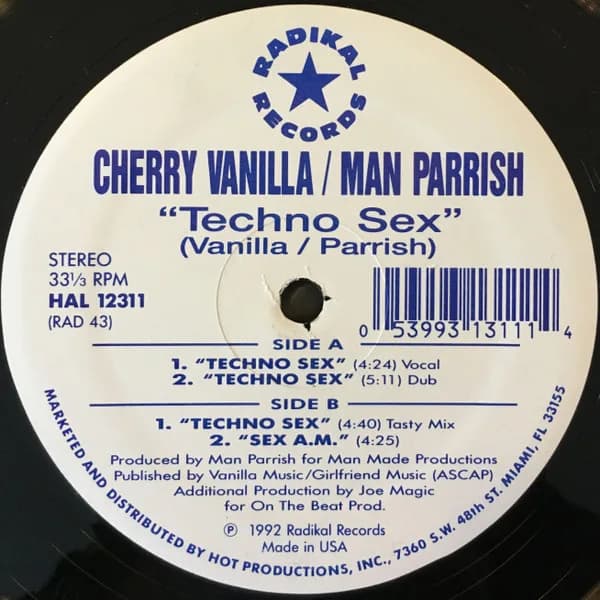 RADIKAL
RECORDS
CHERRY VANILLA / MAN PARRISH
"Techno Sex"
(Vanilla / Parrish)
STEREO
33⅓ RPM
HAL 12311
(RAD 43)
0 53993 13111 4
SIDE A
1. "TECHNO SEX" (4:24) Vocal
2. "TECHNO SEX" (5:11) Dub
SIDE B
1. "TECHNO SEX" (4:40) Tasty Mix
2. "SEX A.M." (4:25)
Produced by Man Parrish for Man Made Productions
Published by Vanilla Music/Girlfriend Music (ASCAP)
Additional Production by Joe Magic
for On The Beat Prod.
℗ 1992 Radikal Records
Made in USA
MARKETED AND DISTRIBUTED BY HOT PRODUCTIONS, INC., 7360 S.W. 48th ST. MIAMI, FL 33155